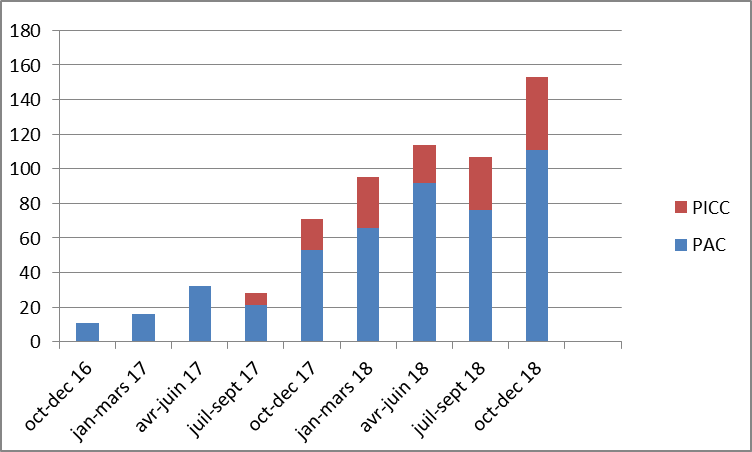 180
160
140
120
100
80
60
40
20
0
oct-dec 16
jan-mars 17
avr-juin 17
juil-sept 17
oct-dec 17
jan-mars 18
avr-juin 18
juil-sept 18
oct-dec 18
PICC
PAC